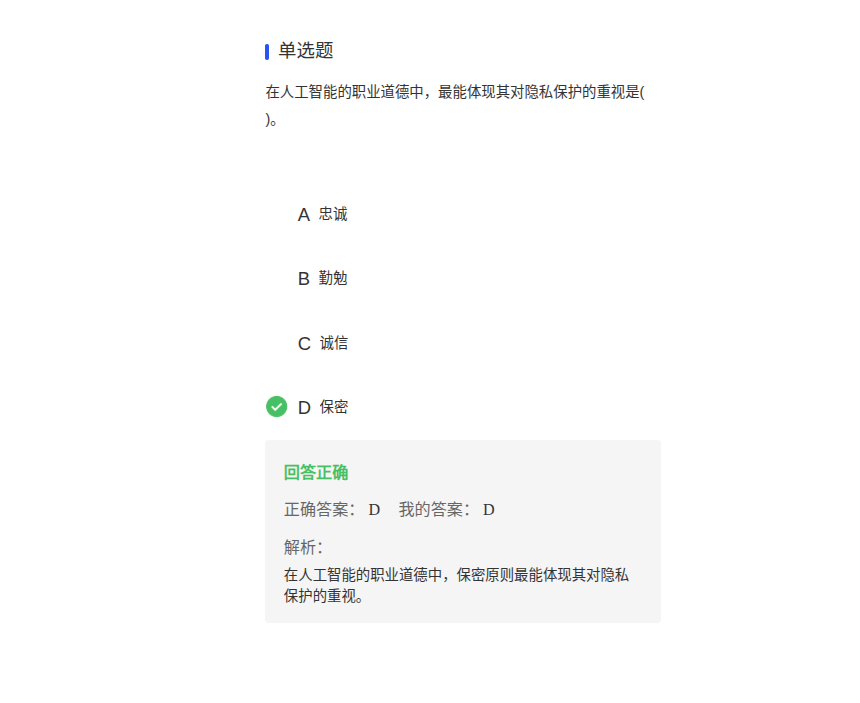 单选题
在人工智能的职业道德中，最能体现其对隐私保护的重视是(
)。
A 忠诚
B 勤勉
C 诚信
D 保密
回答正确
正确答案： D 我的答案： D
解析：
在人工智能的职业道德中，保密原则最能体现其对隐私
保护的重视。